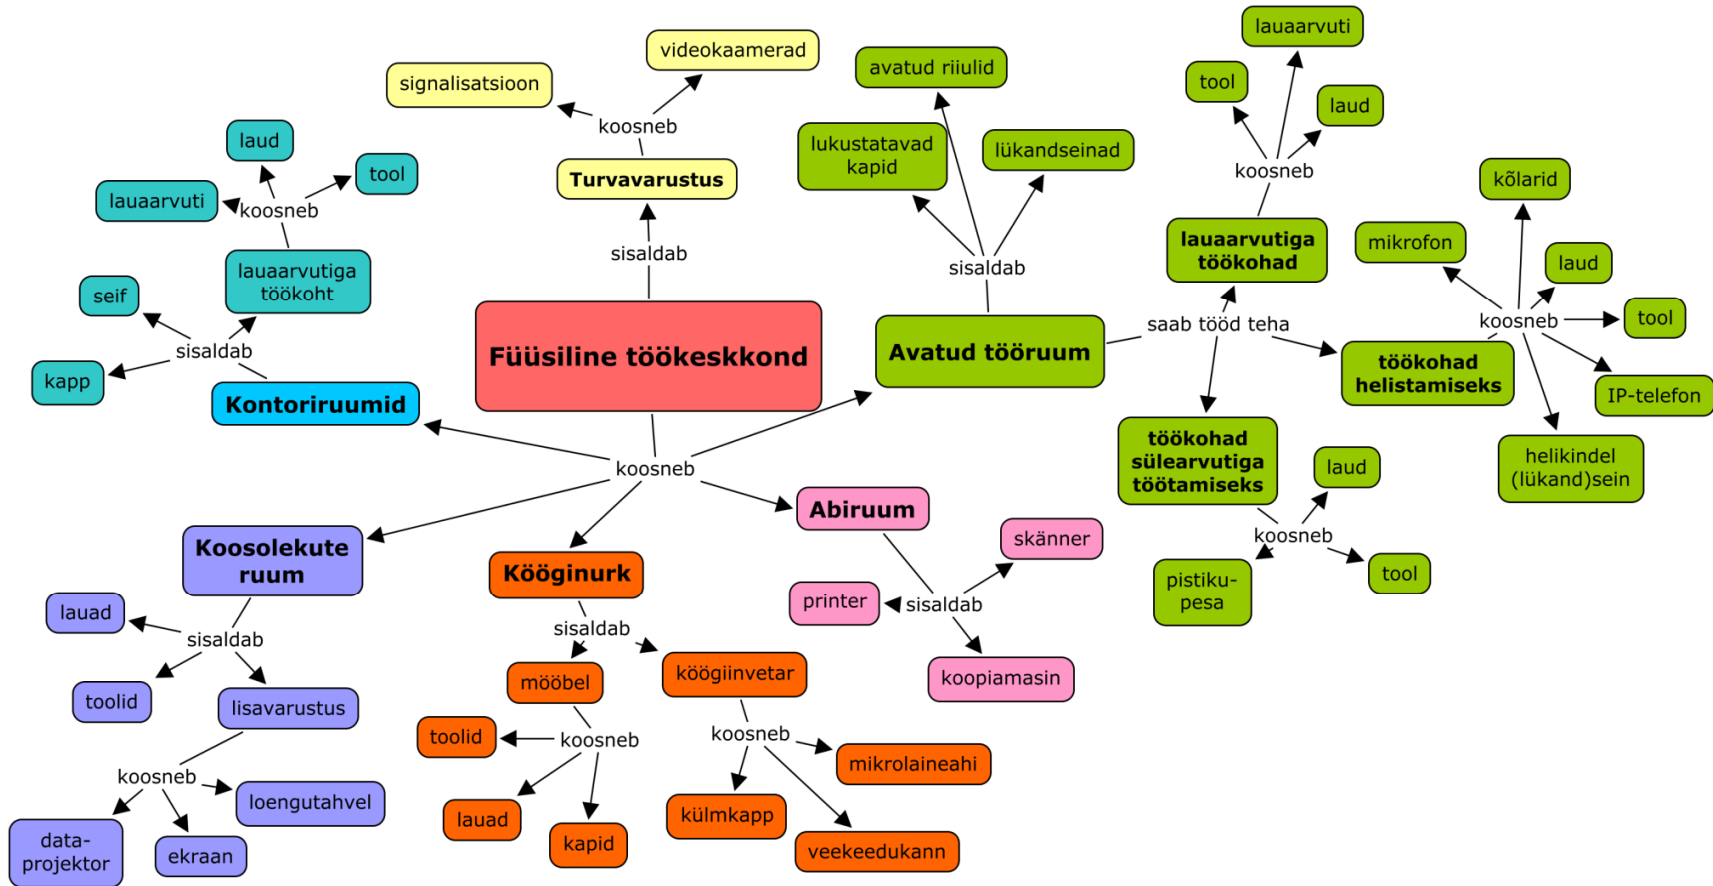 lauaarvuti
videokaamerad
signalisatsioon
avatud riiulid
tool
laud
koosneb
laud
lukustatavad
kapid
lükandseinad
tool
Turvavarustus
koosneb
kõlarid
lauaarvuti
koosneb
mikrofon
lauaarvutiga
töökohad
sisaldab
sisaldab
laud
lauaarvutiga
töökoht
seif
saab tööd teha
koosneb
tool
sisaldab
Füüsiline töökeskkond
Avatud tööruum
kapp
töökohad
helistamiseks
IP-telefon
Kontoriruumid
töökohad
sülearvutiga
töötamiseks
koosneb
laud
helikindel
(lükand)sein
Abiruum
koosneb
skänner
Koosolekute
ruum
Kööginurk
pistiku-
pesa
tool
printer
sisaldab
lauad
sisaldab
sisaldab
mööbel
köögiinvetar
koopiamasin
toolid
lisavarustus
toolid
koosneb
koosneb
mikrolaineahi
koosneb
loengutahvel
lauad
külmkapp
kapid
veekeedukann
data-
projektor
ekraan